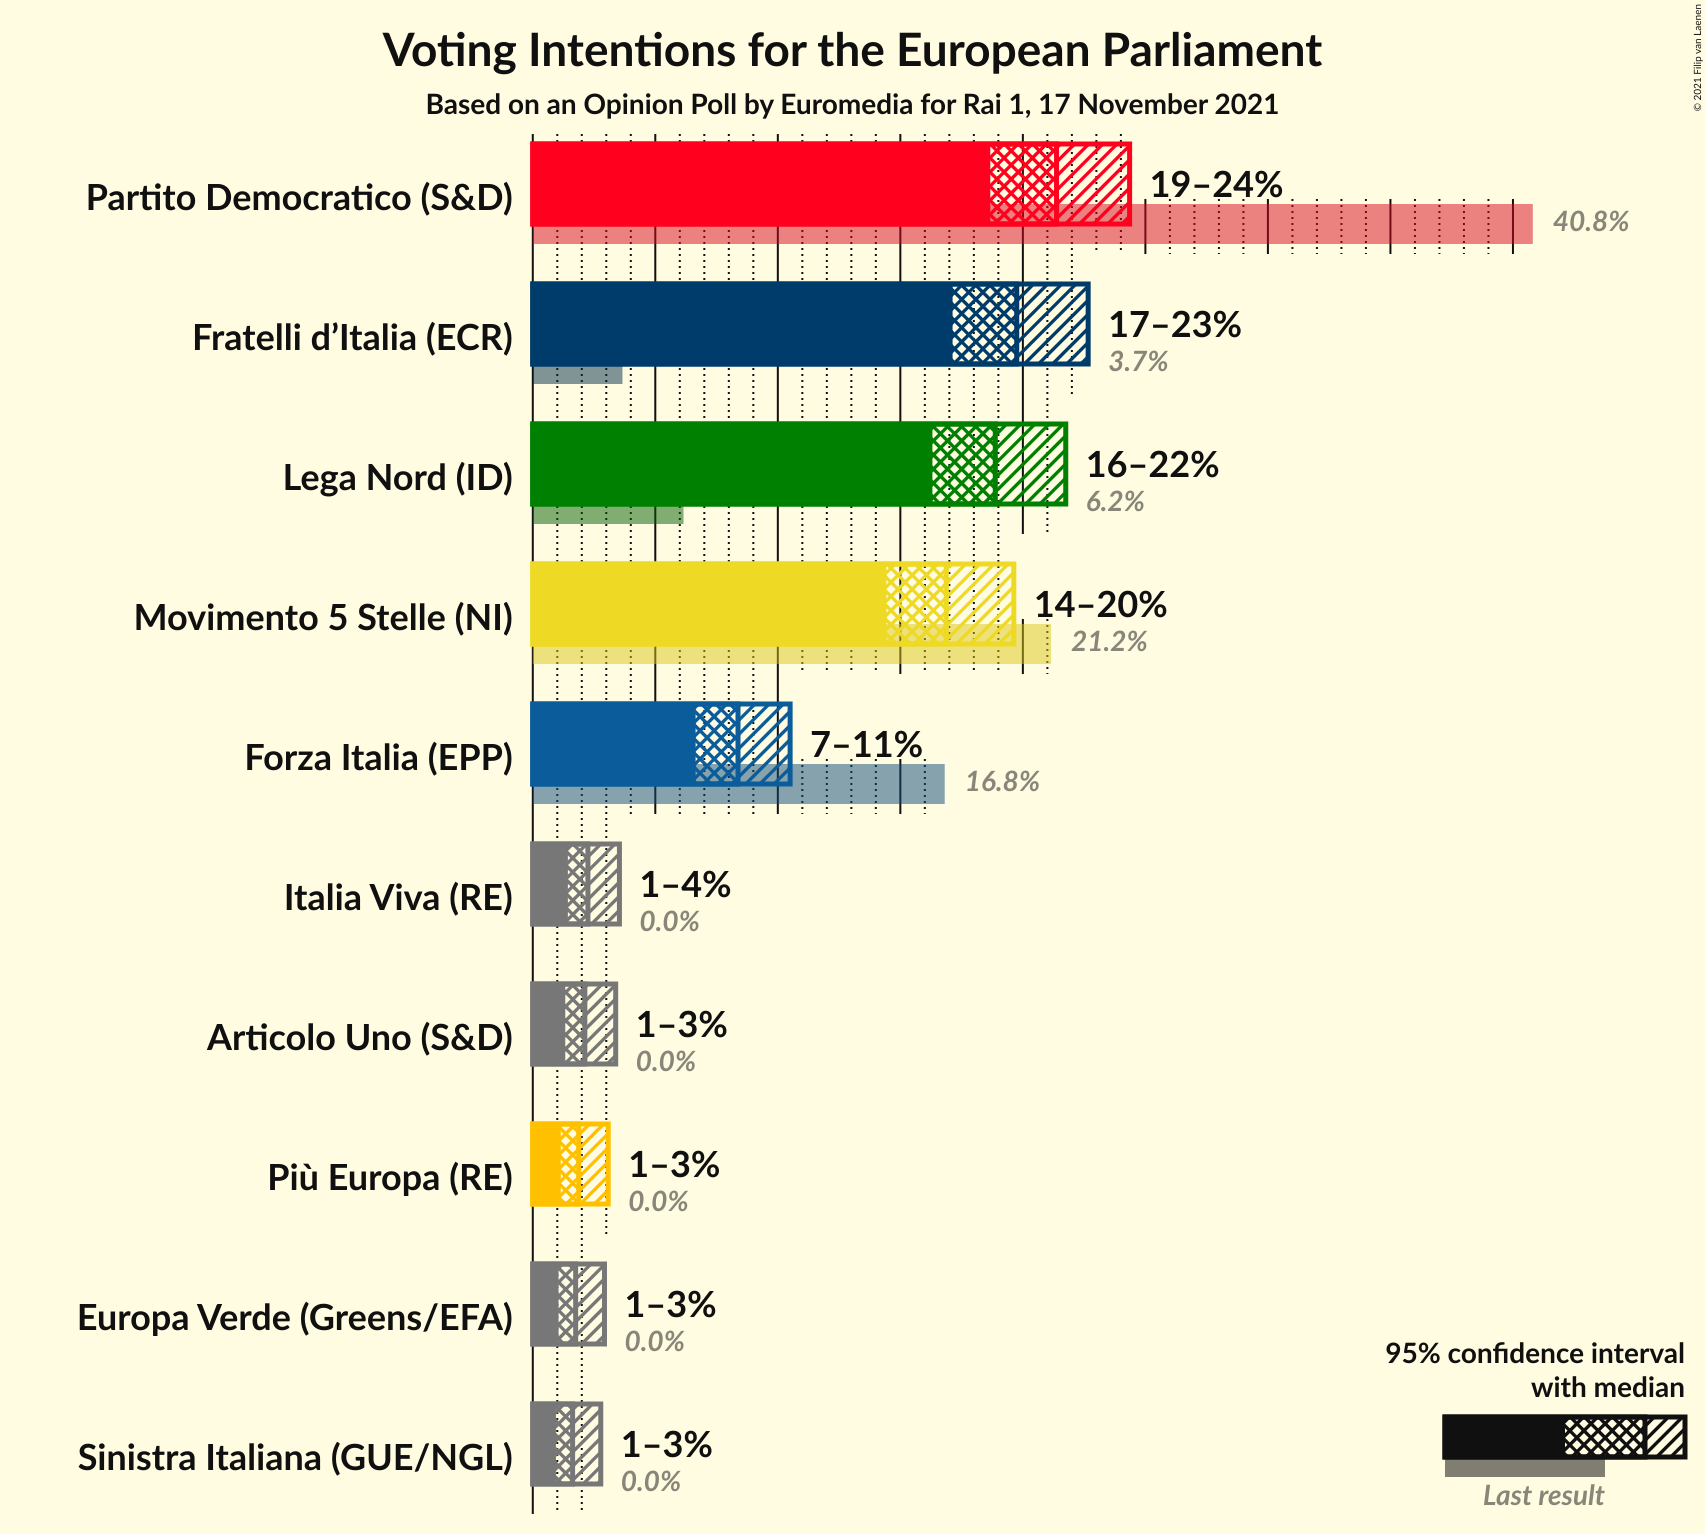 © 2021 Filip van Laenen
Voting Intentions for the European Parliament
Based on an Opinion Poll by Euromedia for Rai 1, 17 November 2021
Partito Democratico (S&D)
19–24%
40.8%
Fratelli d’Italia (ECR)
17–23%
3.7%
Lega Nord (ID)
16–22%
6.2%
Movimento 5 Stelle (NI)
14–20%
21.2%
Forza Italia (EPP)
7–11%
16.8%
Italia Viva (RE)
1–4%
0.0%
Articolo Uno (S&D)
1–3%
0.0%
Più Europa (RE)
1–3%
0.0%
Europa Verde (Greens/EFA)
1–3%
0.0%
Sinistra Italiana (GUE/NGL)
1–3%
0.0%
95% confidence interval
with median
Last result